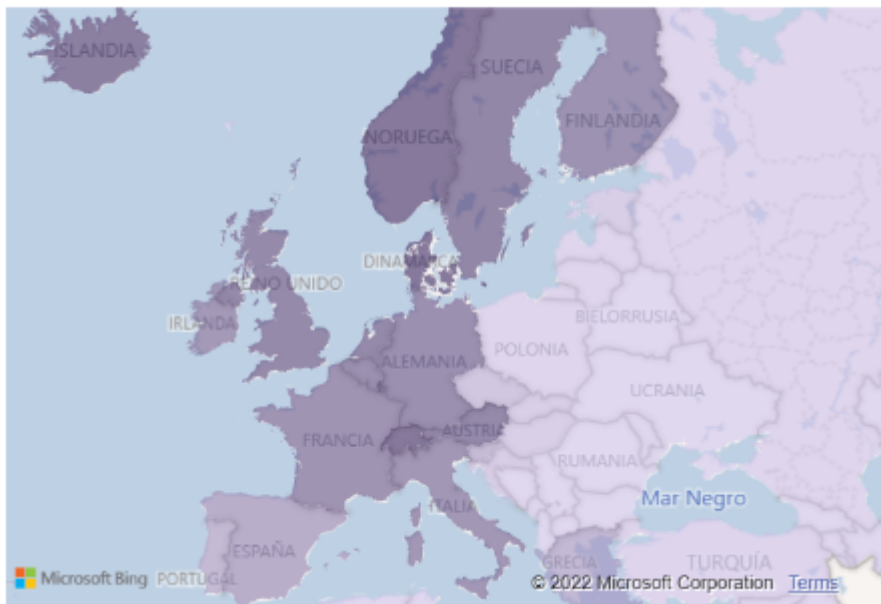 ISLANDIA
SUECIA
FINLANDIA
NORUEGA
DINAMARCA
REINO UNIDO
IRLANDA
BIELORRUSIA
POLONIA
ALEMANIA
UCRANIA
AUSTRIA
FRANCIA
RUMANIA
Mar Negro
ITALIA
ESPAÑA
GRECIA
TURQUÍA
PORTUGAL
Microsoft Bing
© 2022 Microsoft Corporation Terms